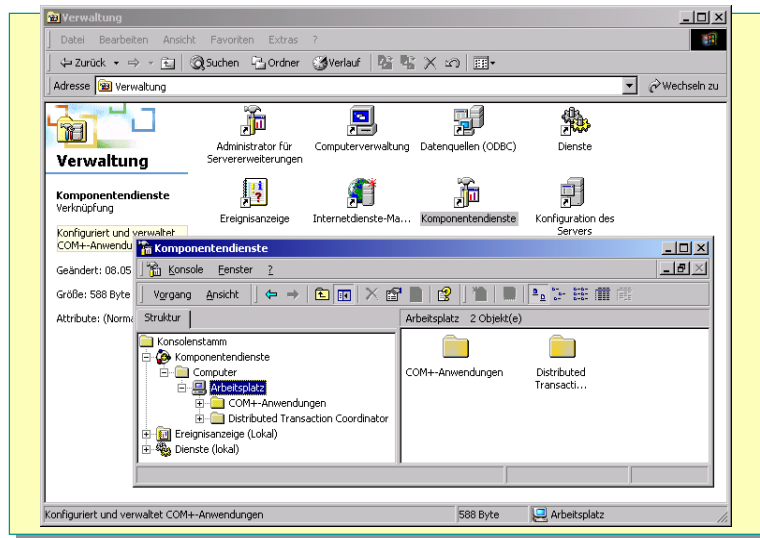 Verwaltung
Datei Bearbeiten Ansicht Favoriten Extras ?
Zurück Suchen Ordner Verlauf
Adresse Verwaltung Wechseln zu
Verwaltung
Komponentendienste
Verknüpfung
Konfiguriert und verwaltet
COM+-Anwendu
Geändert: 08.05
Größe: 588 Byte
Attribute: (Norma
Administrator für
Servererweiterungen
Computerverwaltung
Datenquellen (ODBC)
Dienste
Ereignisanzeige
Internetdienste-Ma...
Komponentendienste
Konfiguration des
Servers
Komponentendienste
Konsole Fenster ?
Vorgang Ansicht
Struktur
Arbeitsplatz 2 Objekt(e)
Konsolenstamm
Komponentendienste
Computer
Arbeitsplatz
COM+-Anwendungen
Distributed Transaction Coordinator
Ereignisanzeige (Lokal)
Dienste (lokal)
COM+-Anwendungen
Distributed
Transacti...
Konfiguriert und verwaltet COM+-Anwendungen 588 Byte Arbeitsplatz